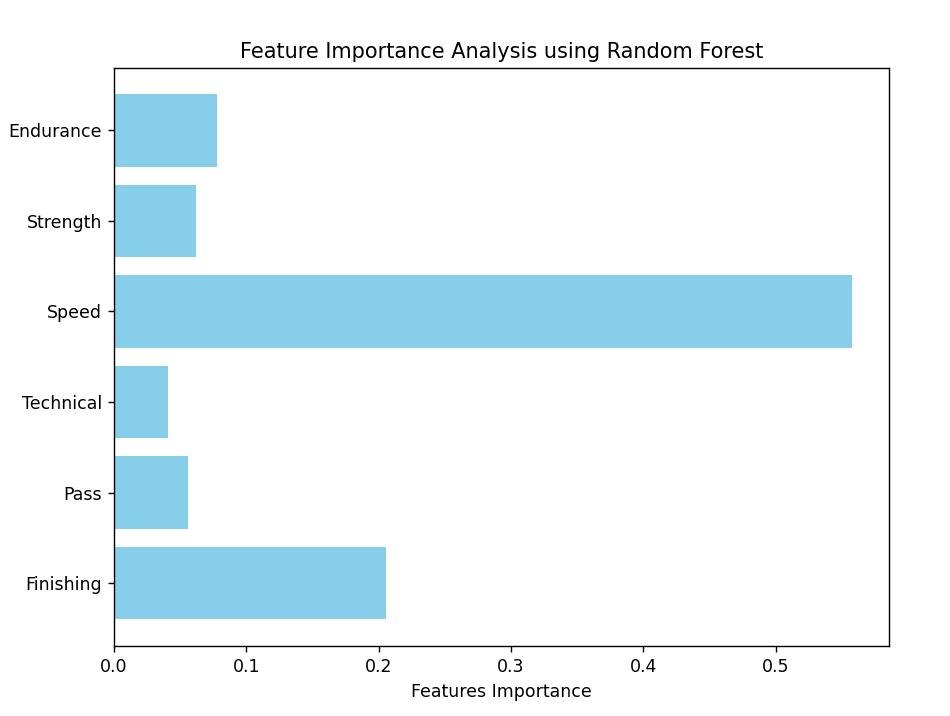 Feature Importance Analysis using Random Forest
Endurance
Strength
Speed
Technical
Pass
Finishing
0.0 0.1 0.2 0.3 0.4 0.5
Features Importance